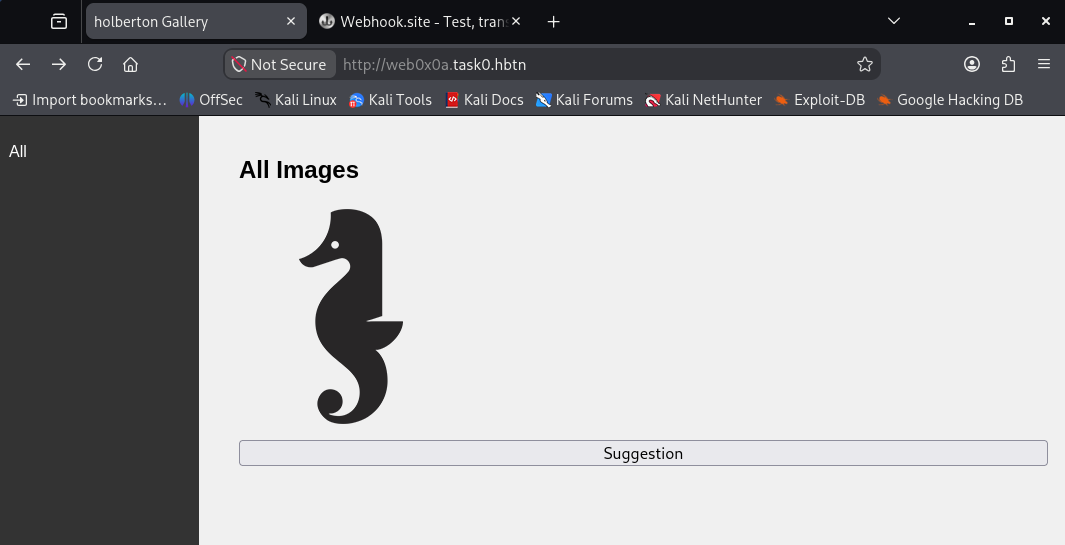 holberton Gallery
Webhook.site - Test, tran
Not Secure http://web0x0a.task0.hbtn
Import bookmarks… OffSec Kali Linux Kali Tools Kali Docs Kali Forums Kali NetHunter Exploit-DB Google Hacking DB
All
All Images
Suggestion